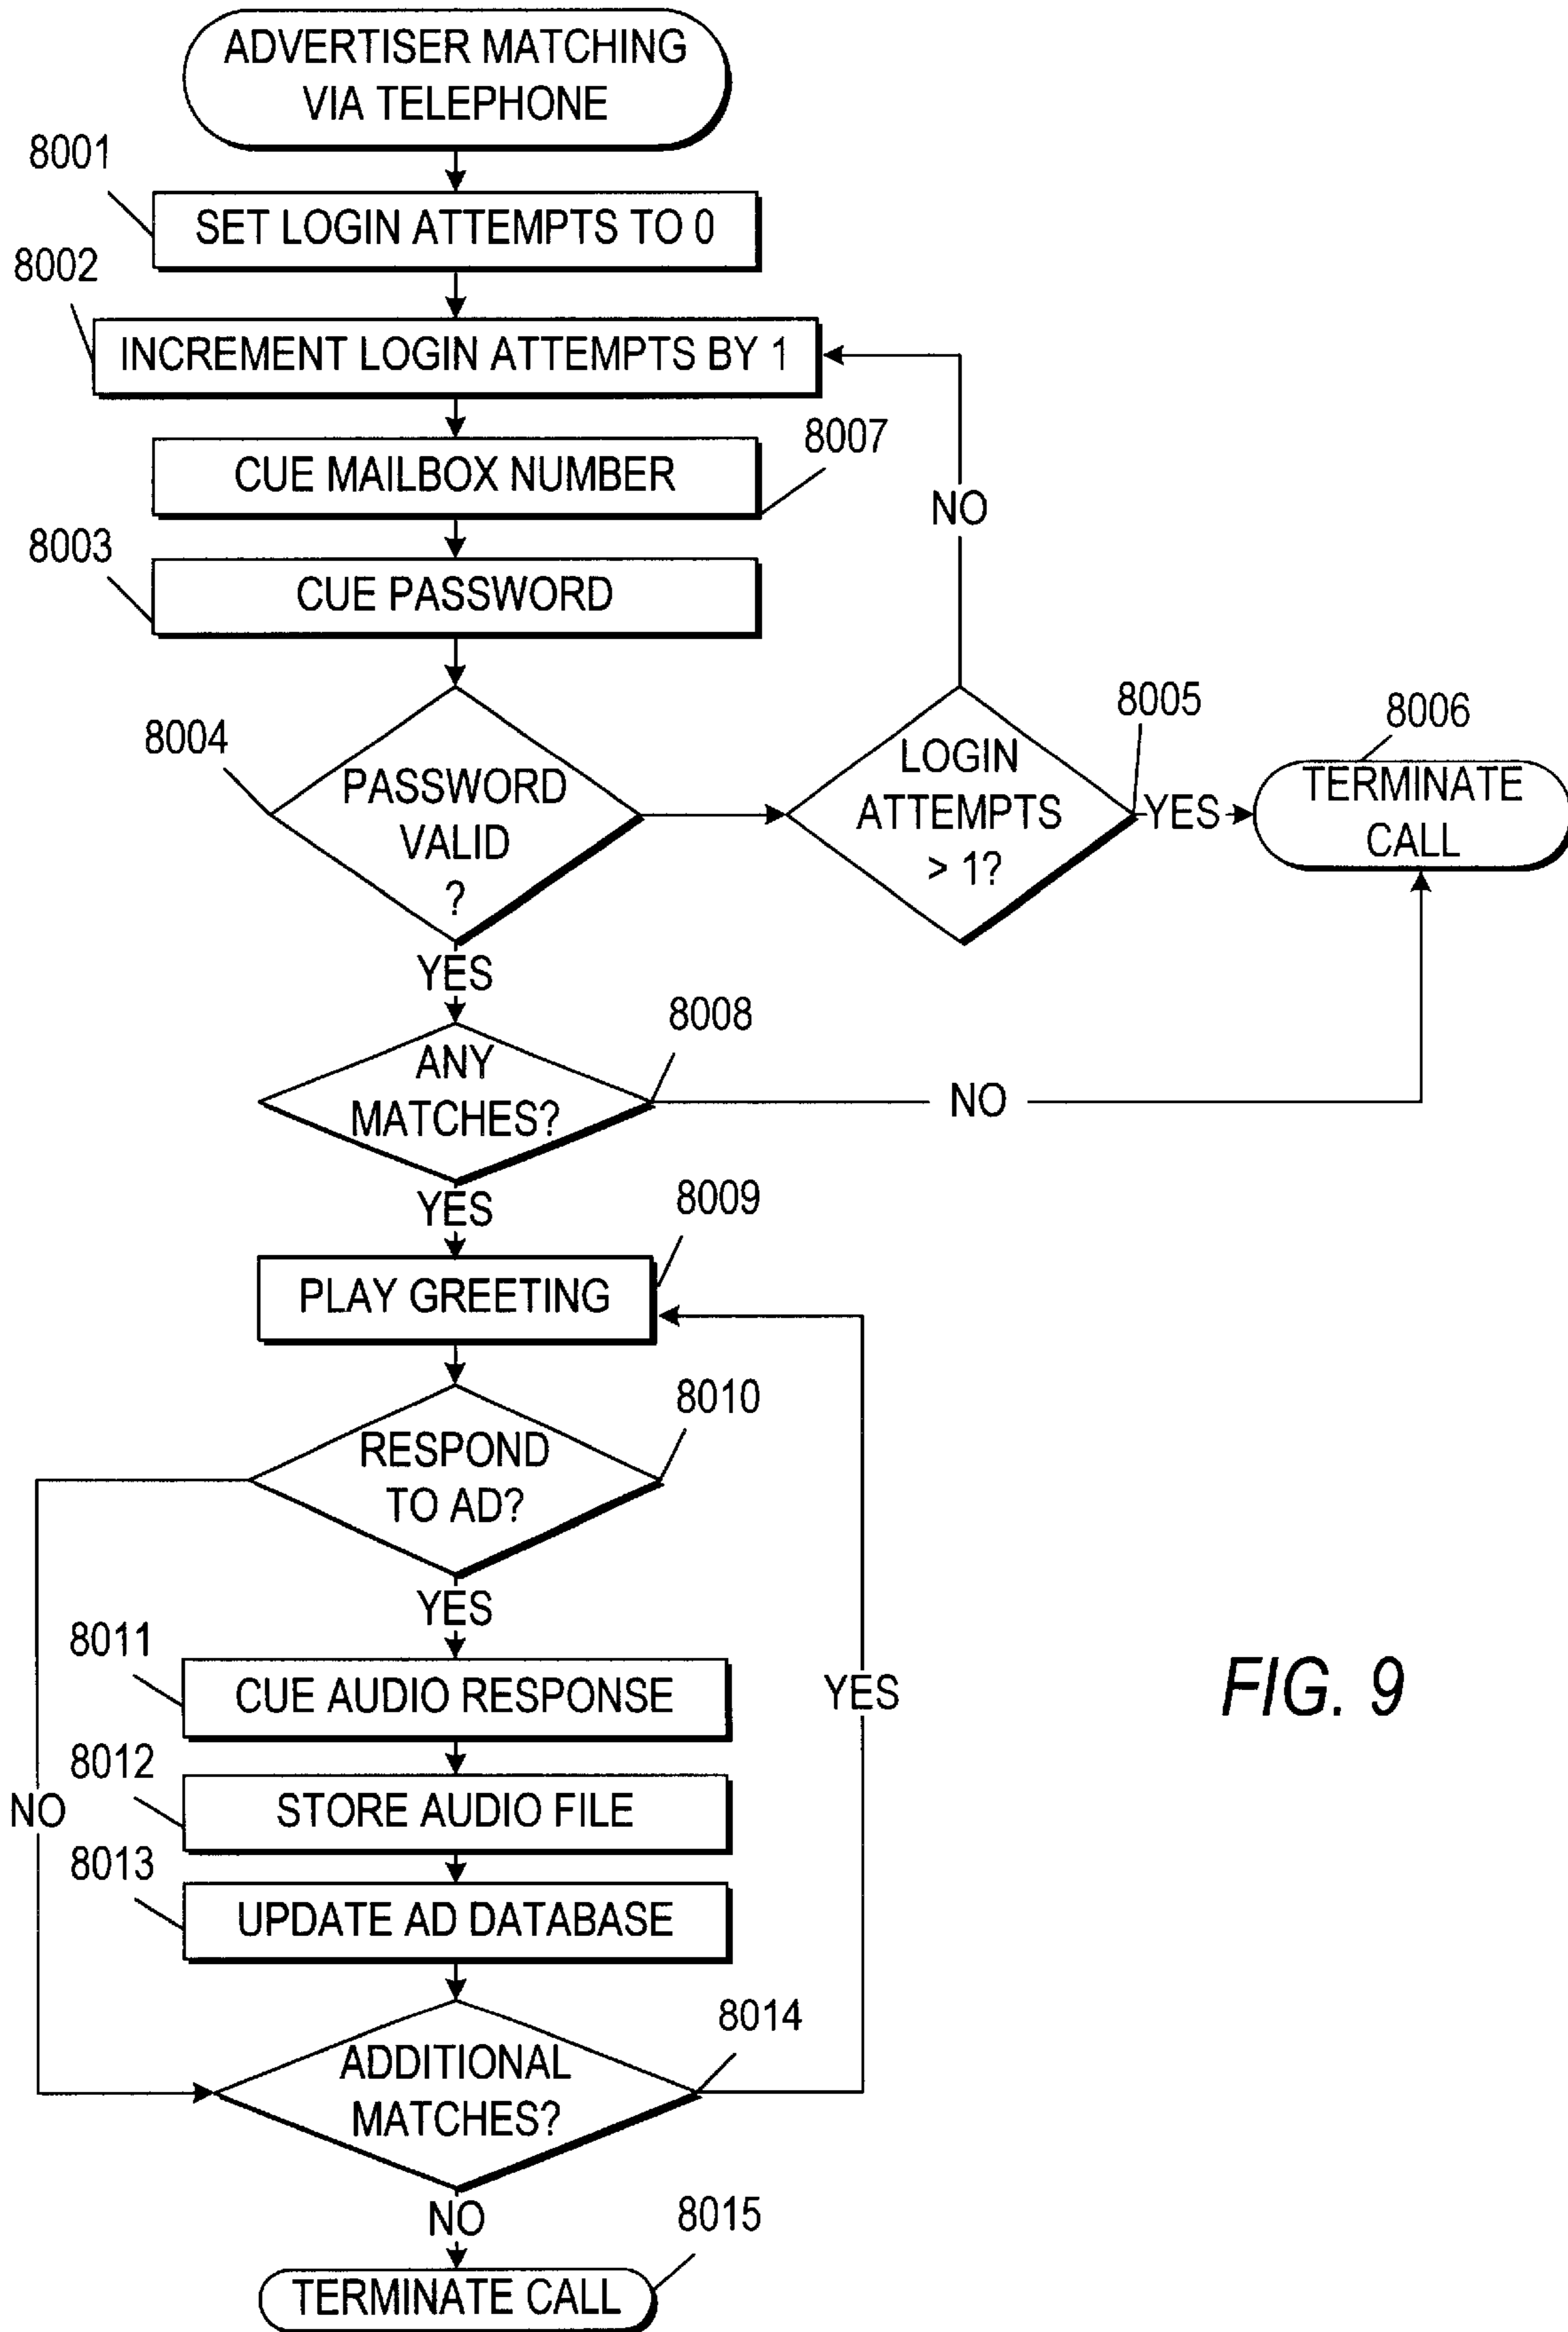 ADVERTISER MATCHING
VIA TELEPHONE
8001
SET LOGIN ATTEMPTS TO 0
8002
INCREMENT LOGIN ATTEMPTS BY 1
8007
CUE MAILBOX NUMBER
NO
8003
CUE PASSWORD
8004
PASSWORD
VALID
?
8005
LOGIN
ATTEMPTS
> 1?
YES
8006
TERMINATE
CALL
YES
8008
ANY
MATCHES?
NO
YES
8009
PLAY GREETING
8010
RESPOND
TO AD?
YES
8011
CUE AUDIO RESPONSE
YES
FIG. 9
8012
STORE AUDIO FILE
NO
8013
UPDATE AD DATABASE
8014
ADDITIONAL
MATCHES?
NO
8015
TERMINATE CALL